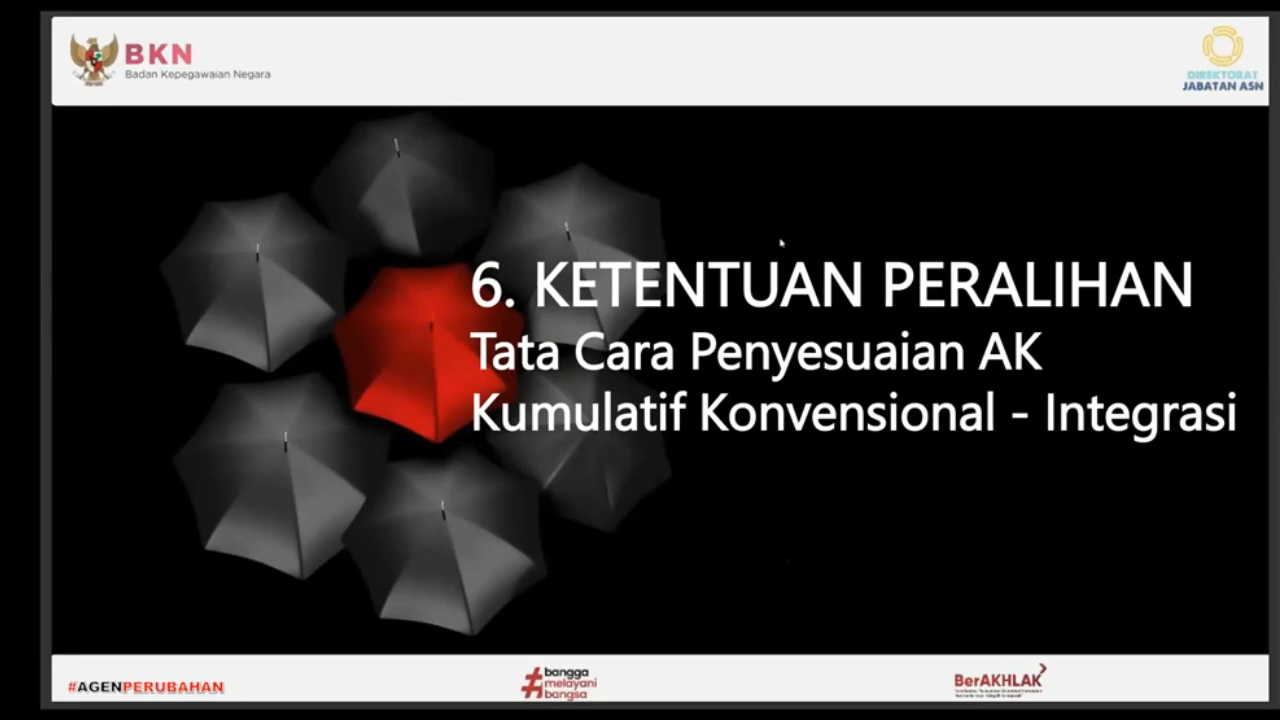 BKN
Badan Kepegawaian Negara
DIREKTORAT
JABATAN ASN
6. KETENTUAN PERALIHAN
Tata Cara Penyesuaian AK
Kumulatif Konvensional - Integrasi
#AGENPERUBAHAN
#bangga
melayani
bangsa
BerAKHLAK